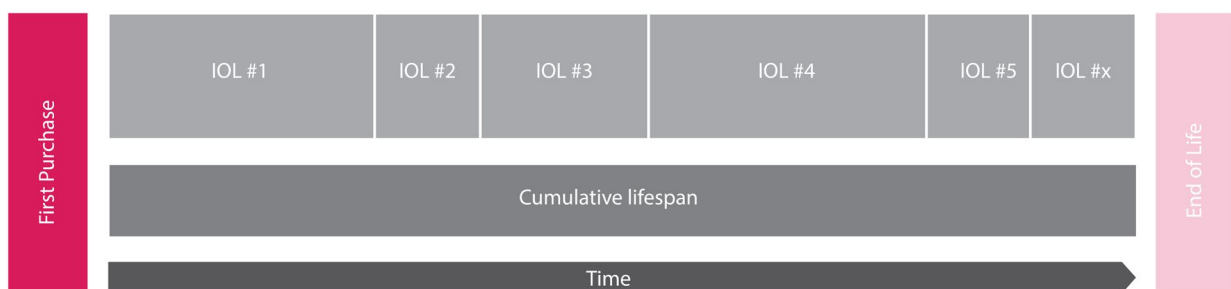 First Purchase
IOL #1
IOL #2
IOL #3
IOL #4
IOL #5
IOL #x
Cumulative lifespan
Time
End of Life